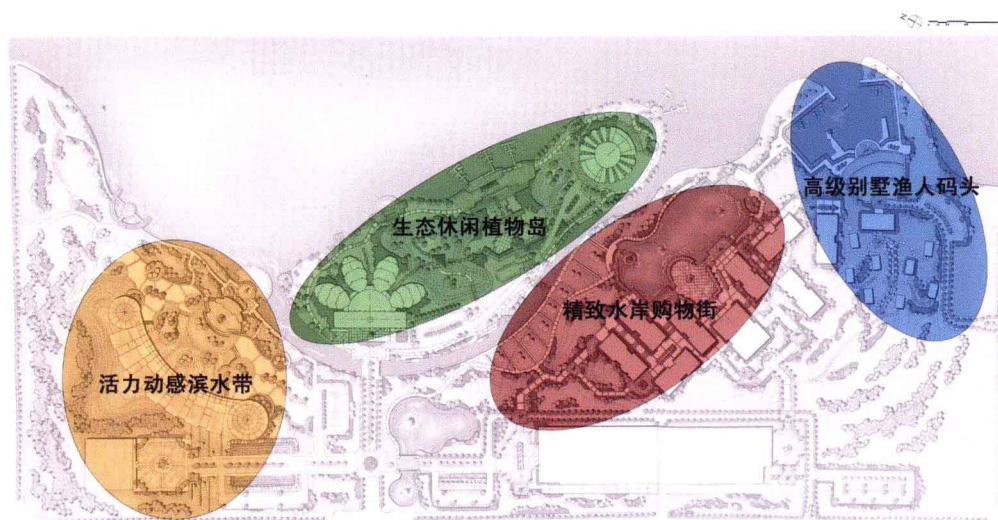 高级别墅渔人码头
生态休闲植物岛
精致水岸购物街
活力动感滨水带